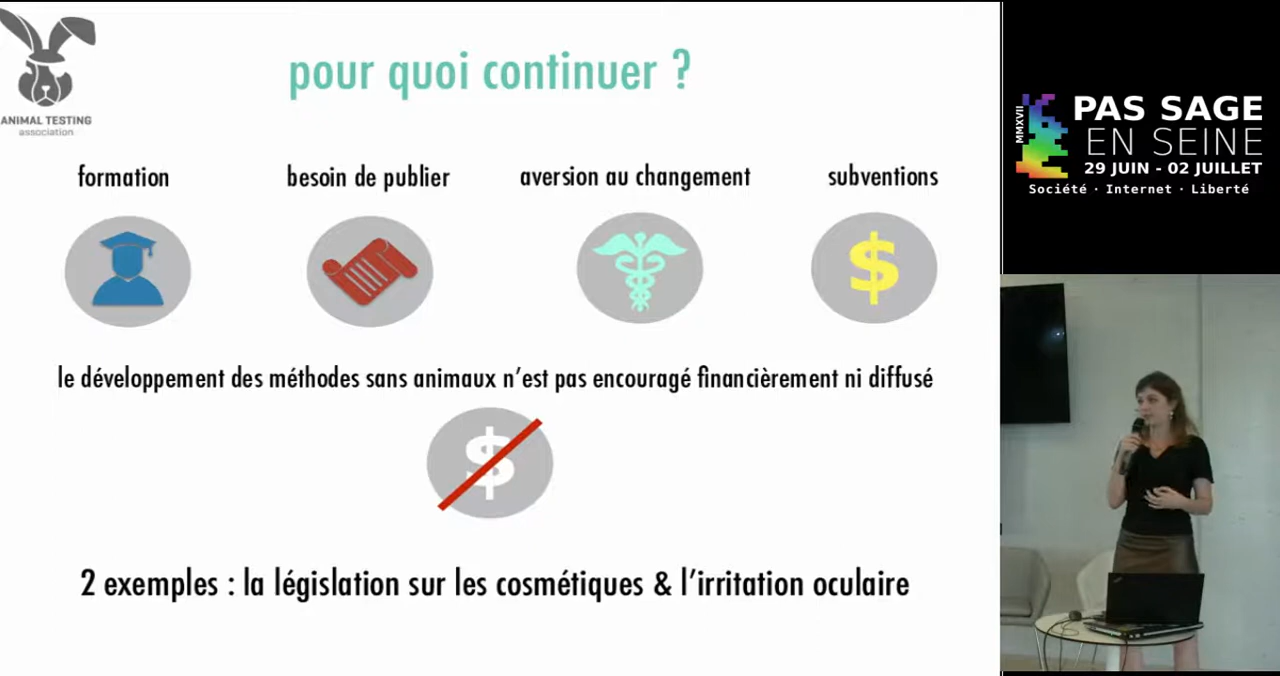 ANIMAL TESTING
association
pour quoi continuer ?
formation
besoin de publier
aversion au changement
subventions
$
le développement des méthodes sans animaux n'est pas encouragé financièrement ni diffusé
$
2 exemples : la législation sur les cosmétiques & l'irritation oculaire
MMXVII
PAS SAGE
EN SEINE
29 JUIN - 02 JUILLET
Société · Internet · Liberté